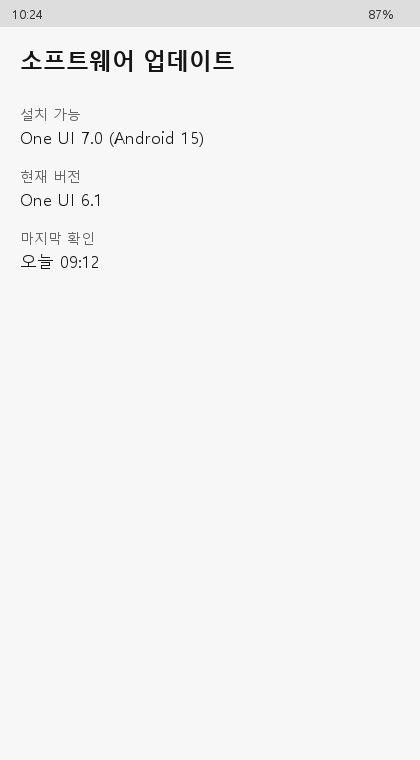 10:24 87%
소프트웨어 업데이트
설치 가능
One UI 7.0 (Android 15)
현재 버전
One UI 6.1
마지막 확인
오늘 09:12